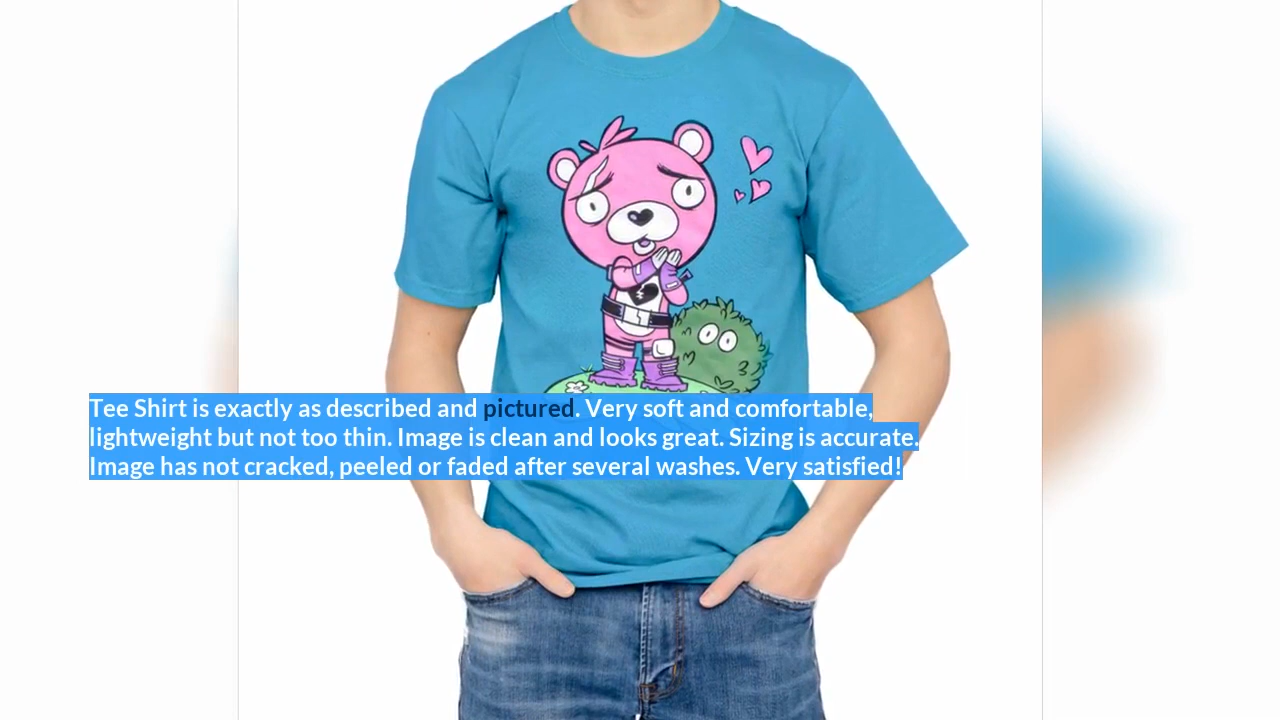 Tee Shirt is exactly as described and pictured. Very soft and comfortable,
lightweight but not too thin. Image is clean and looks great. Sizing is accurate.
Image has not cracked, peeled or faded after several washes. Very satisfied!